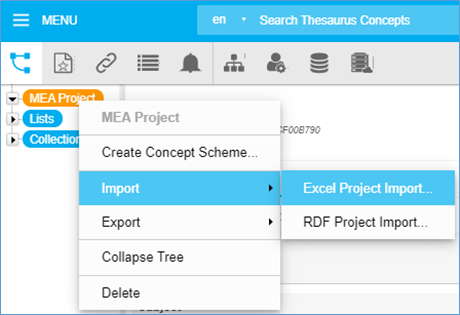 MENU
en
Search Thesaurus Concepts
MEA Project
Lists
Collection
MEA Project
CF00B790
Create Concept Scheme...
Import
Excel Project Import...
Export
RDF Project Import...
Collapse Tree
Delete